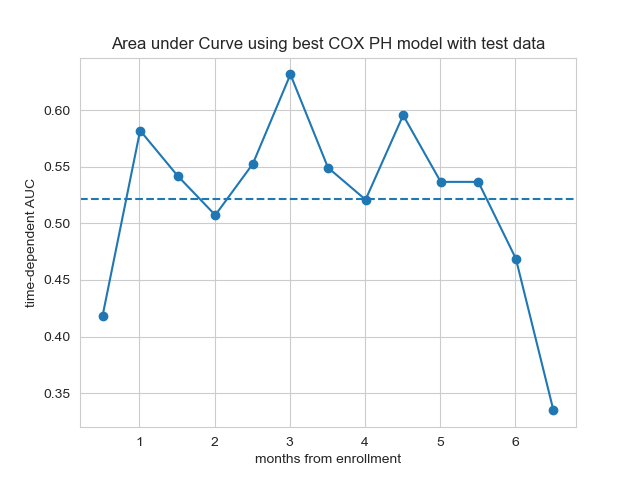 Area under Curve using best COX PH model with test data
time-dependent AUC
0.60
0.55
0.50
0.45
0.40
0.35
1 2 3 4 5 6
months from enrollment